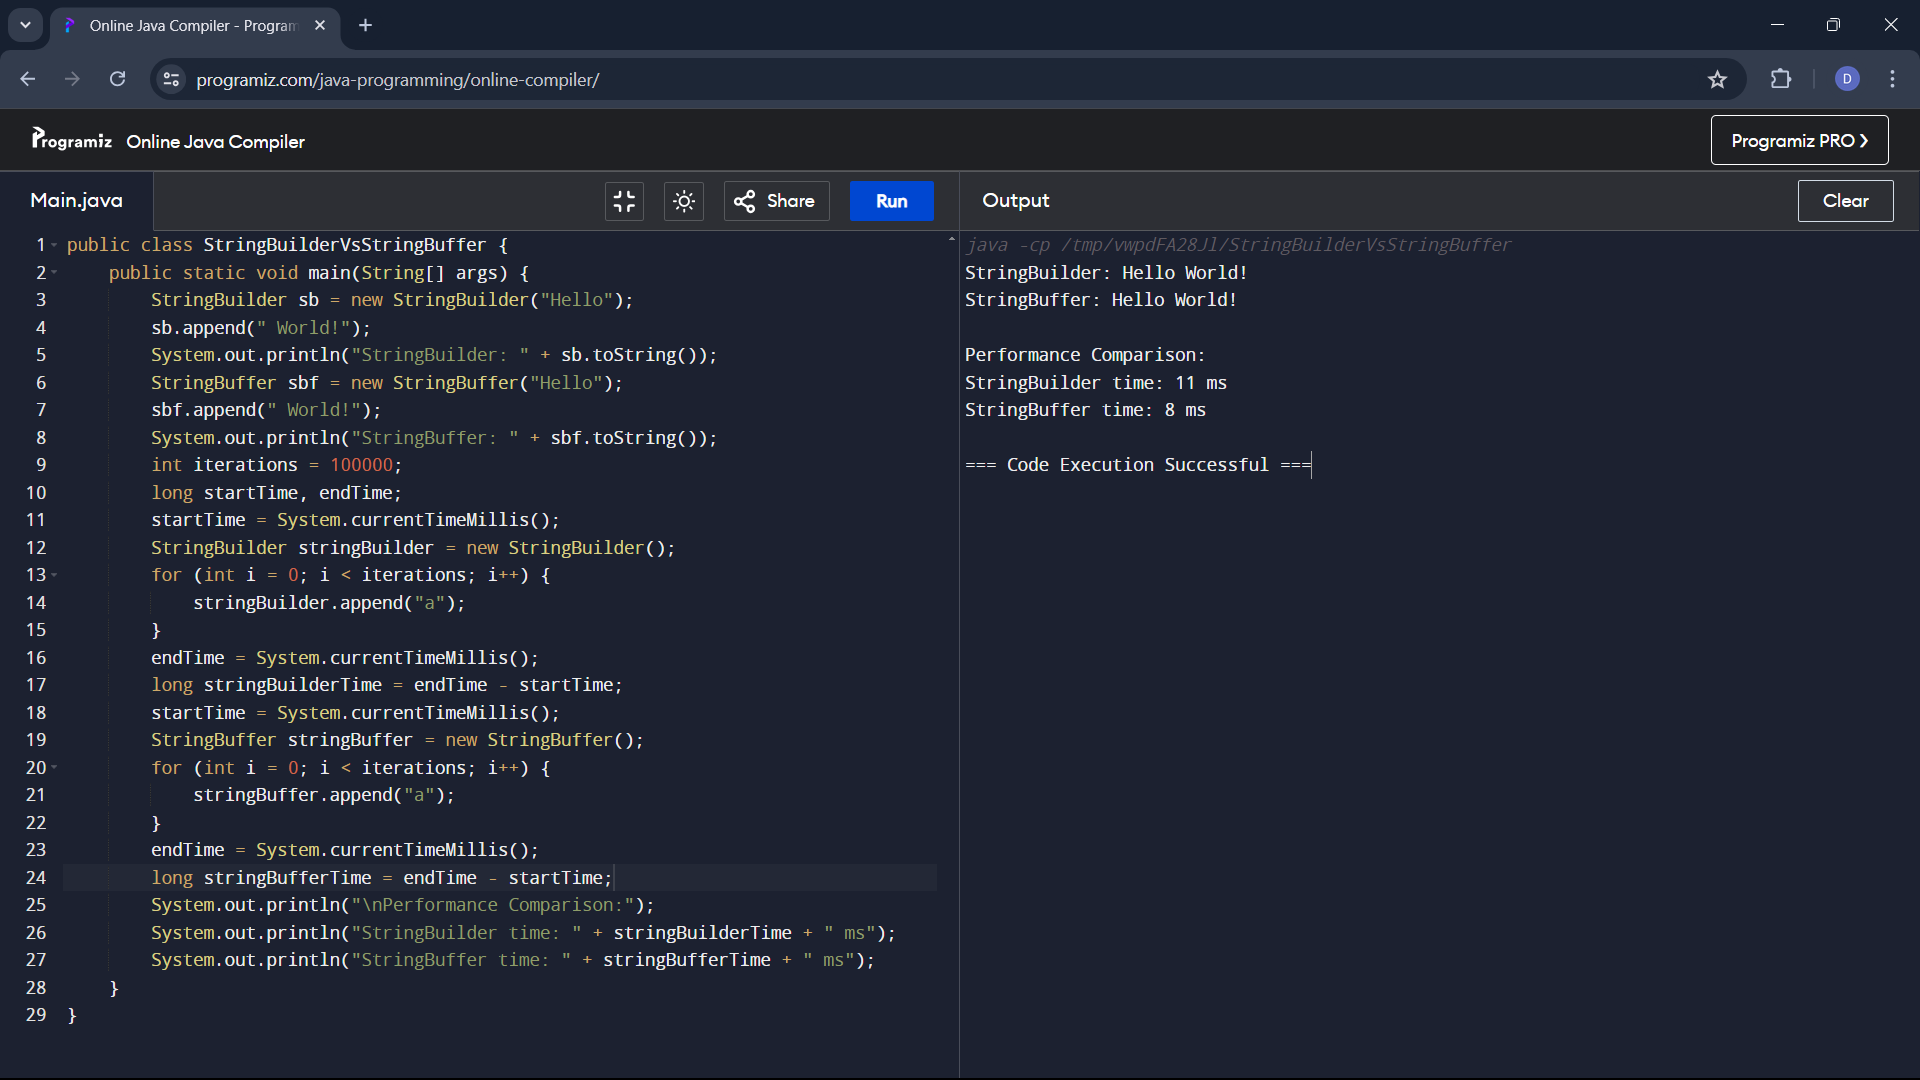 Online Java Compiler - Program
programiz.com/java-programming/online-compiler/
D
Programiz Online Java Compiler
Programiz PRO ❯
Main.java
Share
Run
Output
Clear
1 public class StringBuilderVsStringBuffer {
2     public static void main(String[] args) {
3         StringBuilder sb = new StringBuilder("Hello");
4         sb.append(" World!");
5         System.out.println("StringBuilder: " + sb.toString());
6         StringBuffer sbf = new StringBuffer("Hello");
7         sbf.append(" World!");
8         System.out.println("StringBuffer: " + sbf.toString());
9         int iterations = 100000;
10         long startTime, endTime;
11         startTime = System.currentTimeMillis();
12         StringBuilder stringBuilder = new StringBuilder();
13         for (int i = 0; i < iterations; i++) {
14             stringBuilder.append("a");
15         }
16         endTime = System.currentTimeMillis();
17         long stringBuilderTime = endTime - startTime;
18         startTime = System.currentTimeMillis();
19         StringBuffer stringBuffer = new StringBuffer();
20         for (int i = 0; i < iterations; i++) {
21             stringBuffer.append("a");
22         }
23         endTime = System.currentTimeMillis();
24         long stringBufferTime = endTime - startTime;
25         System.out.println("\nPerformance Comparison:");
26         System.out.println("StringBuilder time: " + stringBuilderTime + " ms");
27         System.out.println("StringBuffer time: " + stringBufferTime + " ms");
28     }
29 }
java -cp /tmp/vwpdFA28Jl/StringBuilderVsStringBuffer
StringBuilder: Hello World!
StringBuffer: Hello World!
Performance Comparison:
StringBuilder time: 11 ms
StringBuffer time: 8 ms
=== Code Execution Successful ===